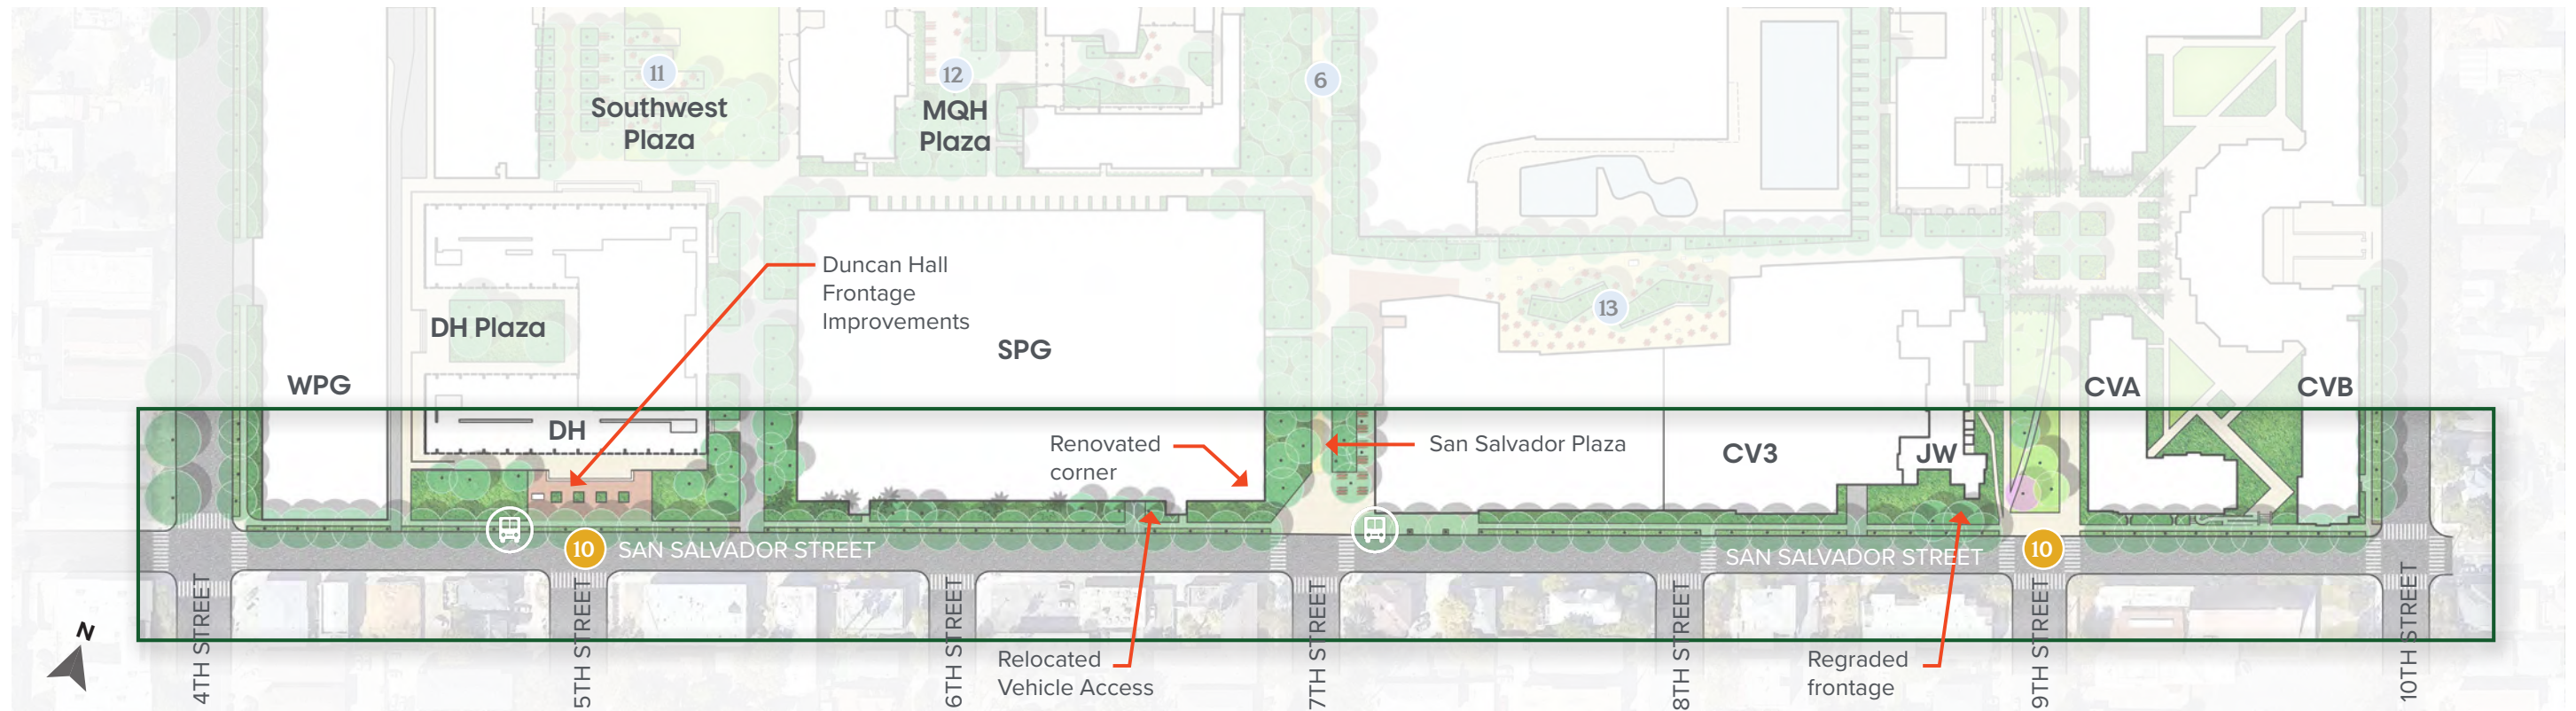 11
Southwest
Plaza
12
MQH
Plaza
6
Duncan Hall
Frontage
Improvements
13
DH Plaza
SPG
WPG
CVA
CVB
DH
Renovated
corner
San Salvador Plaza
CV3
JW
10
SAN SALVADOR STREET
SAN SALVADOR STREET
10
N
4TH STREET
5TH STREET
6TH STREET
Relocated
Vehicle Access
7TH STREET
8TH STREET
Regraded
frontage
9TH STREET
10TH STREET